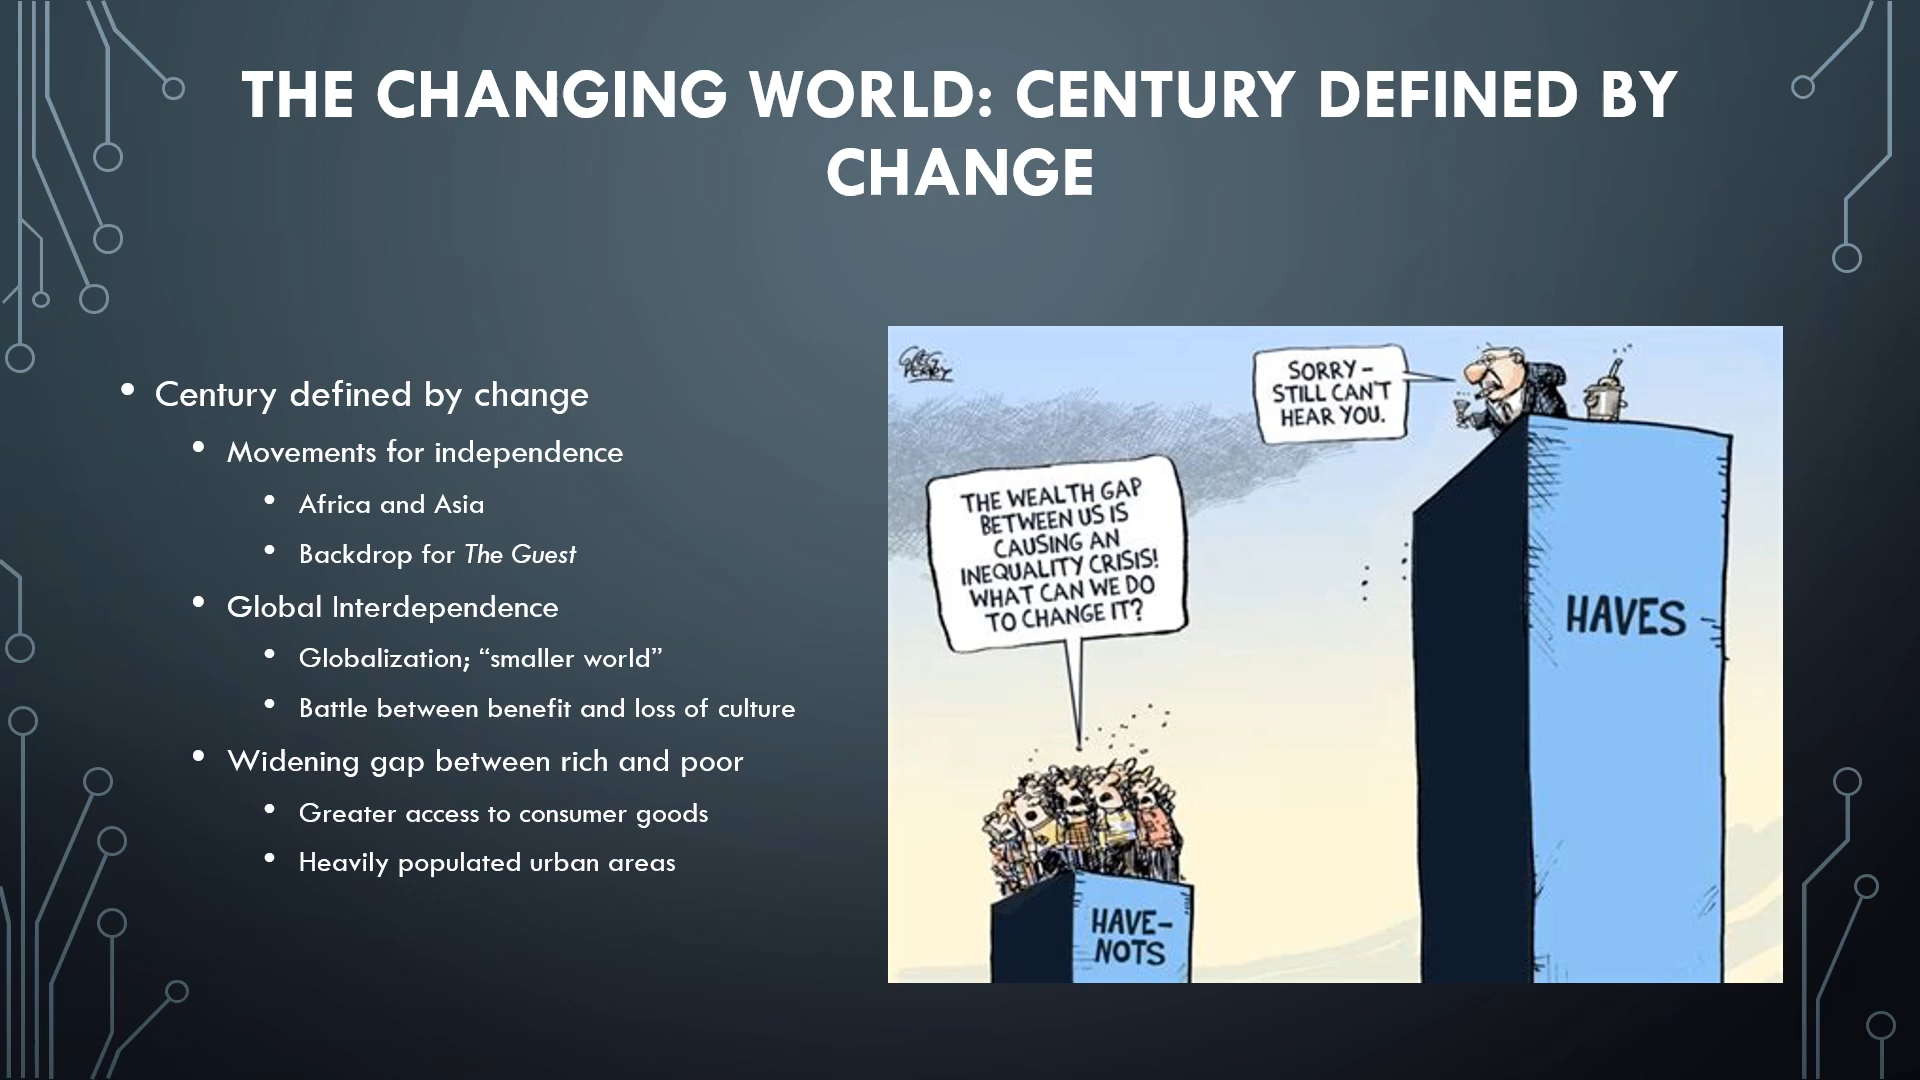 THE CHANGING WORLD: CENTURY DEFINED BY
CHANGE
• Century defined by change
• Movements for independence
• Africa and Asia
• Backdrop for The Guest
• Global Interdependence
• Globalization; “smaller world”
• Battle between benefit and loss of culture
• Widening gap between rich and poor
• Greater access to consumer goods
• Heavily populated urban areas
GREG
PERRY
SORRY –
STILL CAN'T
HEAR YOU.
THE WEALTH GAP
BETWEEN US IS
CAUSING AN
INEQUALITY CRISIS!
WHAT CAN WE DO
TO CHANGE IT?
HAVES
HAVE–
NOTS